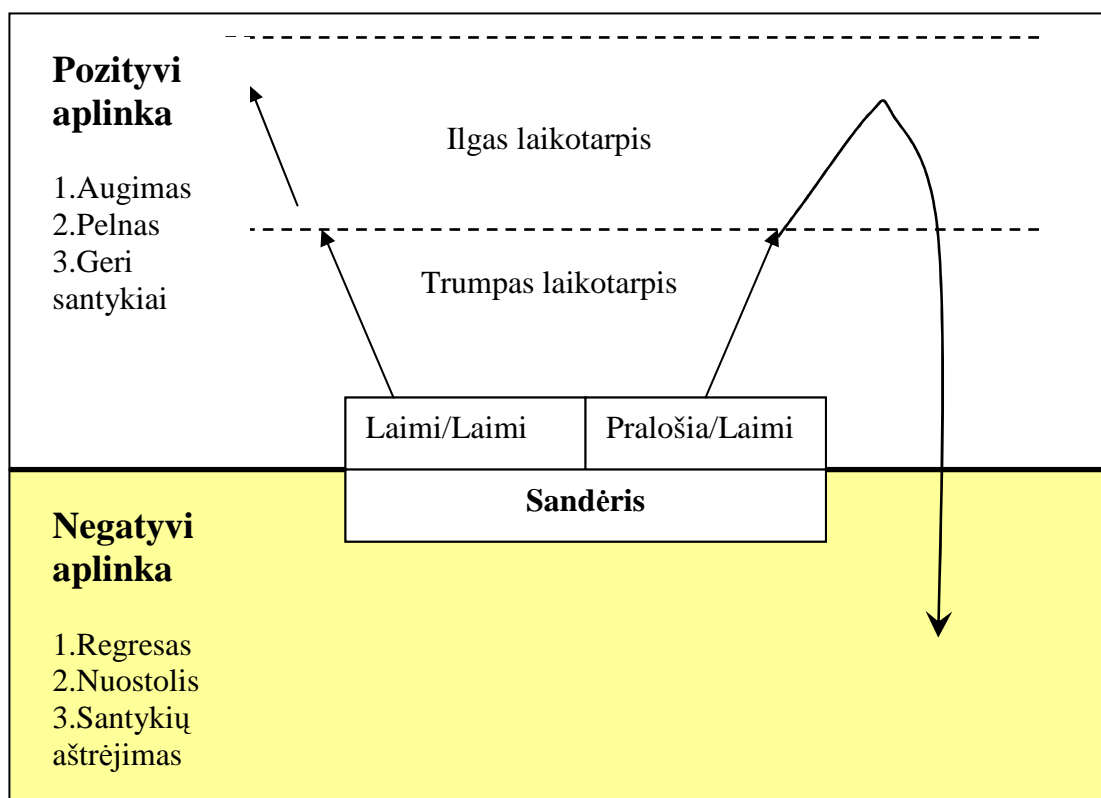 Pozityvi
aplinka
1.Augimas
2.Pelnas
3.Geri
santykiai
Ilgas laikotarpis
Trumpas laikotarpis
Laimi/Laimi
Pralošia/Laimi
Sandėris
Negatyvi
aplinka
1.Regresas
2.Nuostolis
3.Santykių
aštrėjimas